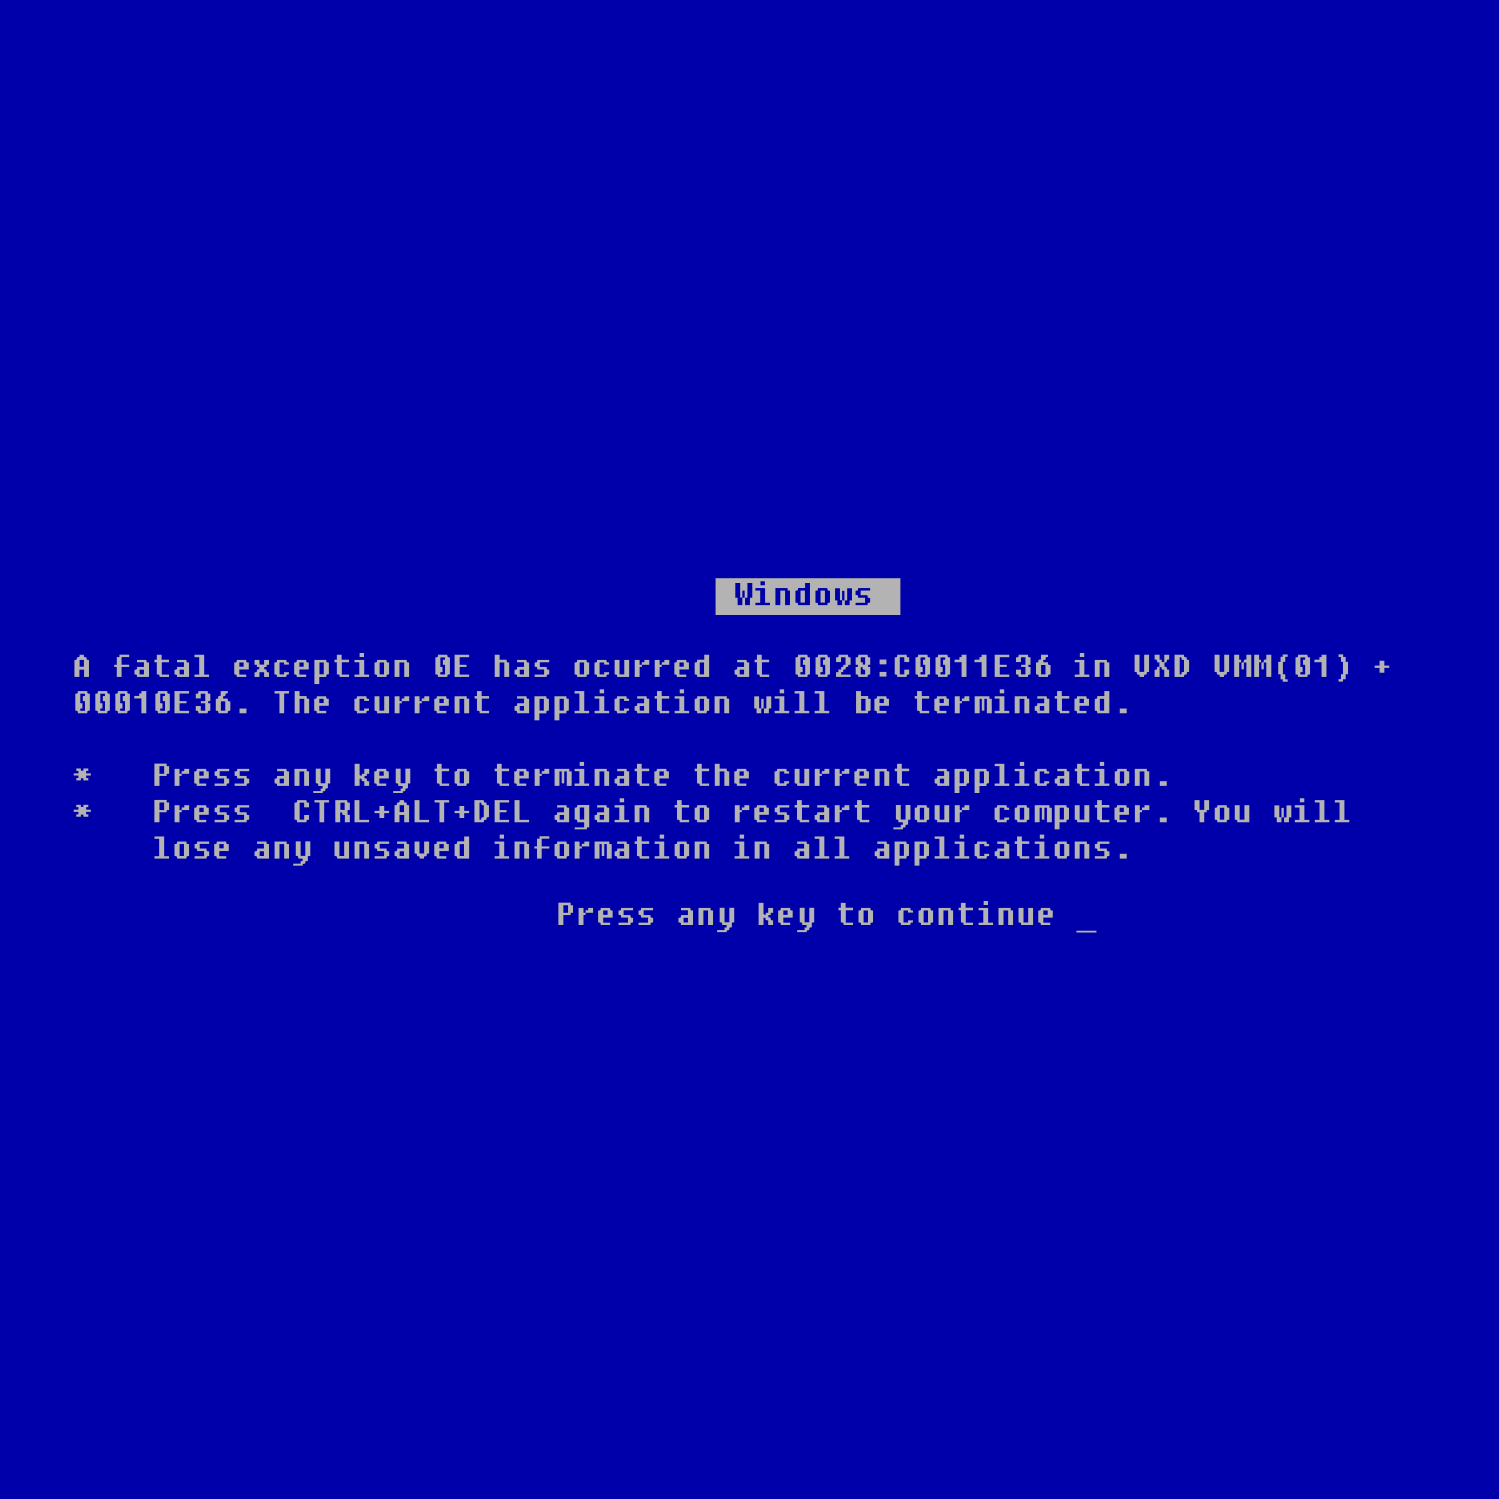 Windows
A fatal exception 0E has ocurred at 0028:C0011E36 in VXD VMM(01) +
00010E36. The current application will be terminated.
*   Press any key to terminate the current application.
*   Press  CTRL+ALT+DEL again to restart your computer. You will
    lose any unsaved information in all applications.
Press any key to continue _